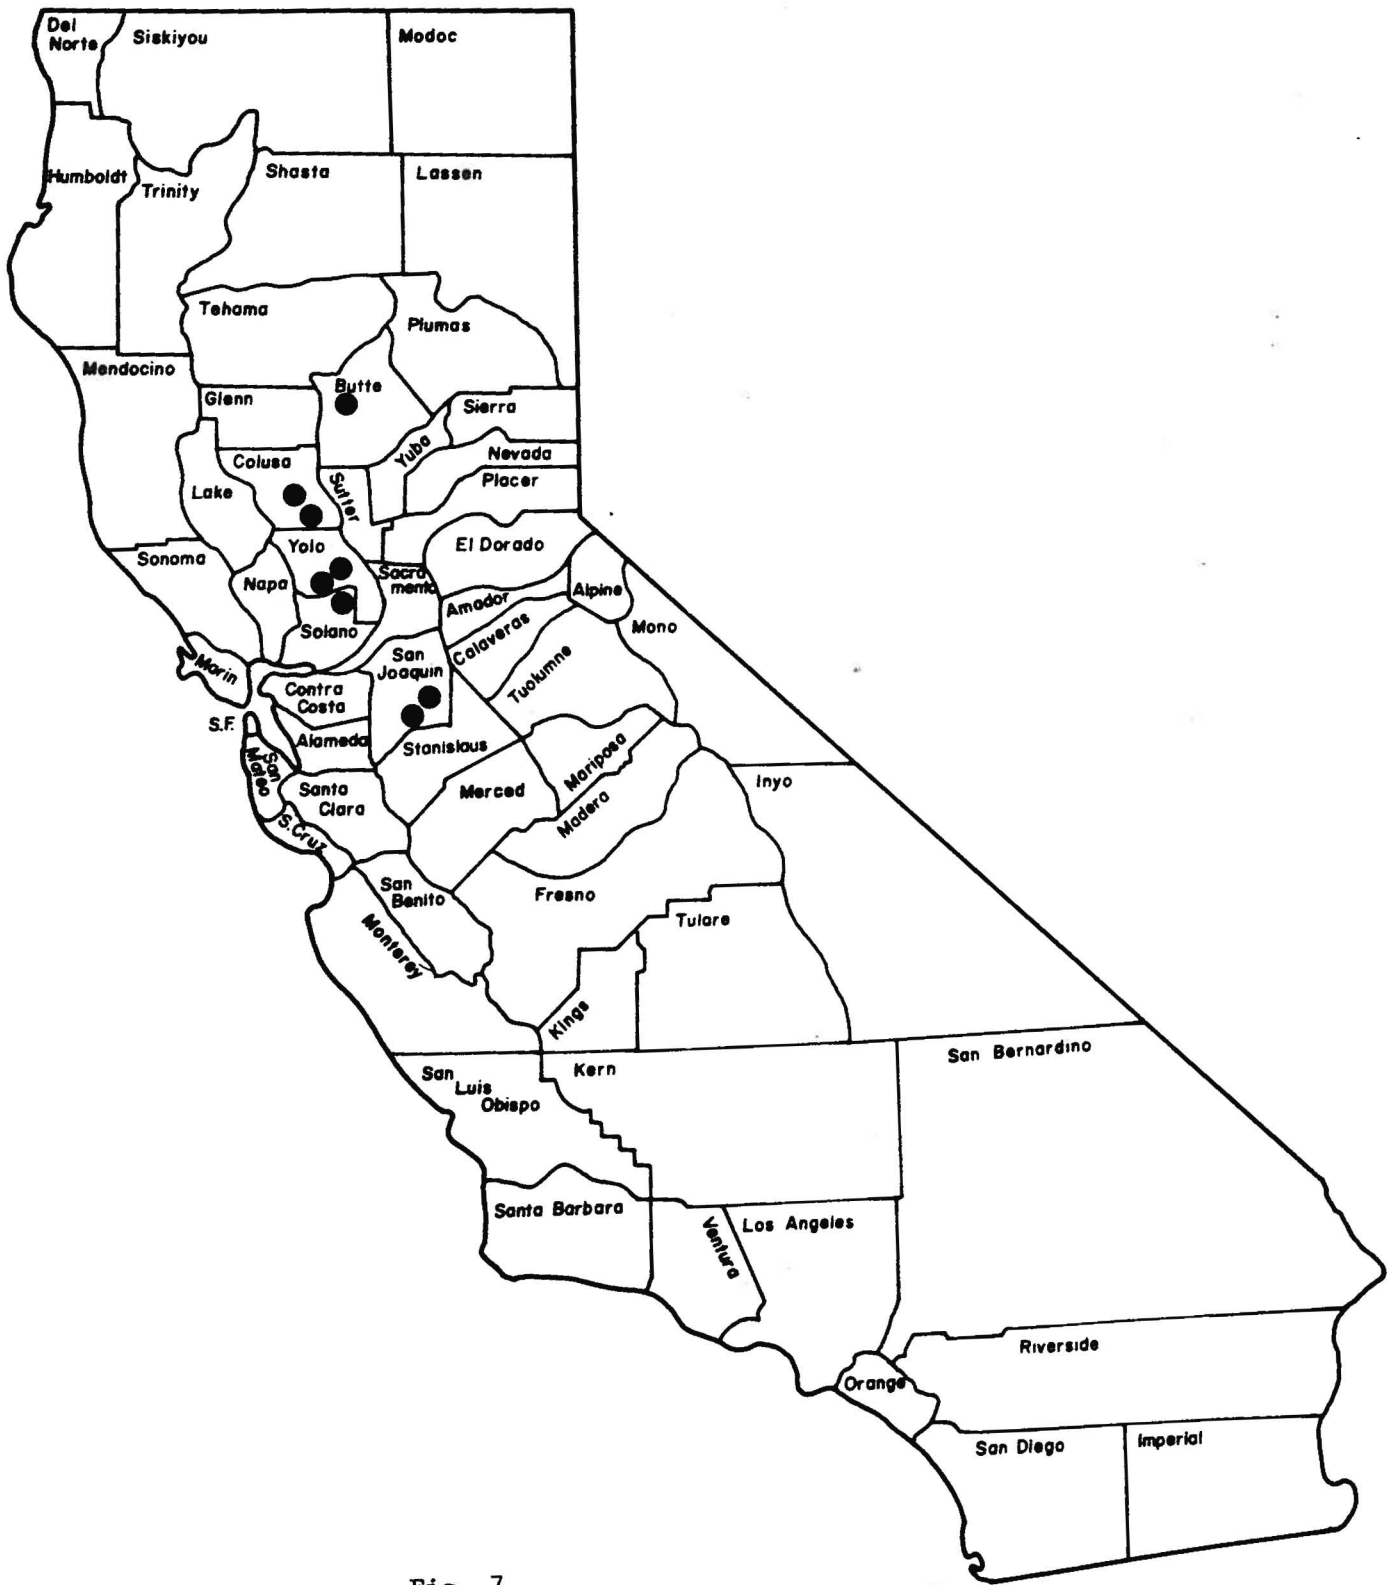 Del
Norte
Siskiyou
Modoc
Humboldt
Trinity
Shasta
Lassen
Tehama
Plumas
Mendocino
Glenn
Butte
Sierra
Yuba
Nevada
Colusa
Lake
Sutter
Placer
Sonoma
Yolo
El Dorado
Napa
Sacra
mento
Amador
Alpine
Solano
Calaveras
Mono
Marin
San
Joaquin
Tuolumne
Contra
Costa
S.F.
Alameda
Stanislaus
San
Mateo
Santa
Clara
Merced
Mariposa
Inyo
S.Cruz
Madera
San
Benito
Fresno
Monterey
Tulare
Kings
San
Luis
Obispo
Kern
San Bernardino
Santa Barbara
Ventura
Los Angeles
Riverside
Orange
San Diego
Imperial
Fig. 7